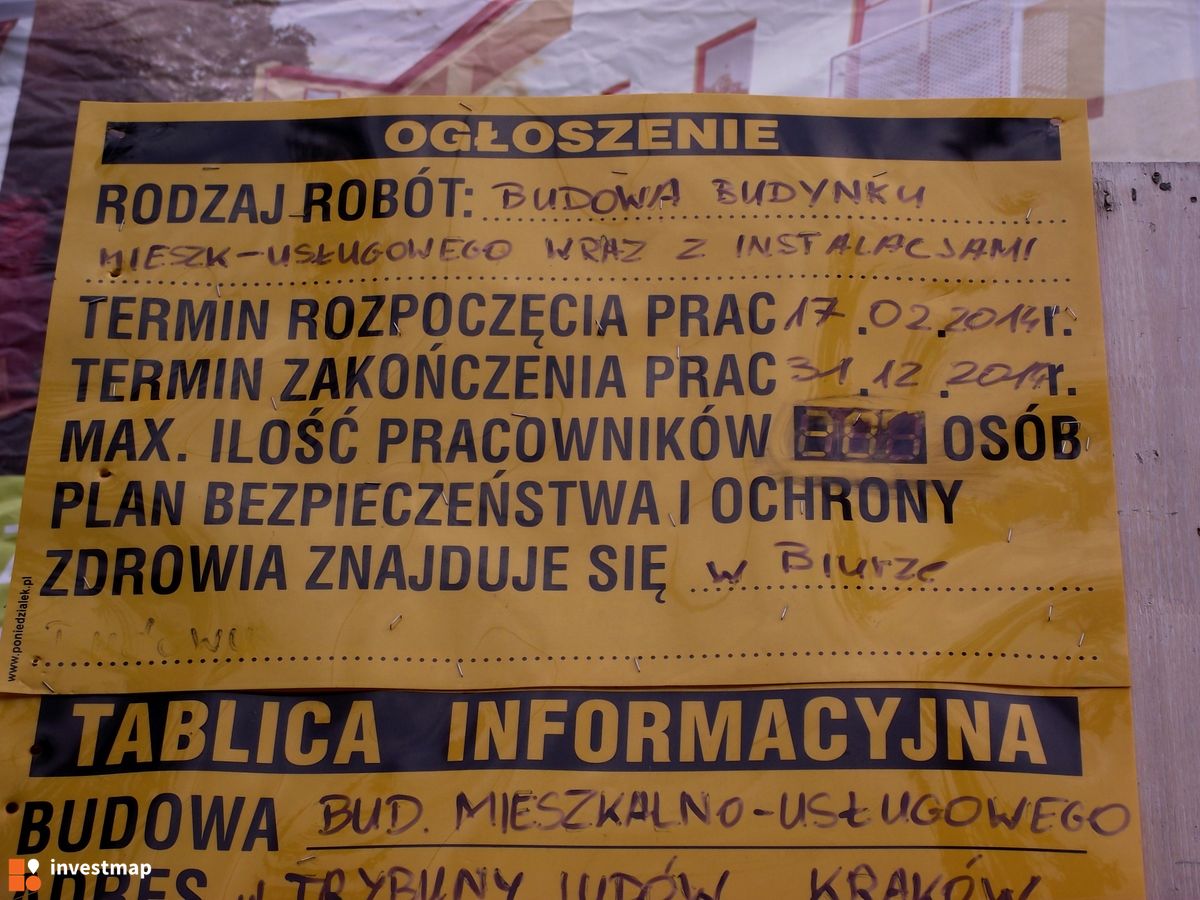 OGŁOSZENIE
RODZAJ ROBÓT: BUDOWA BUDYNKU
MIESZK-USŁUGOWEGO WRAZ Z INSTALACJAMI
TERMIN ROZPOCZĘCIA PRAC 17.02.2014r.
TERMIN ZAKOŃCZENIA PRAC 31.12.2014r.
MAX. ILOŚĆ PRACOWNIKÓW OSÓB
PLAN BEZPIECZEŃSTWA I OCHRONY
ZDROWIA ZNAJDUJE SIĘ w Biurze
www.poniedzialek.pl
TABLICA INFORMACYJNA
BUDOWA BUD. MIESZKALNO-USŁUGOWEGO
ADRES TRYBUNY LUDÓW KRAKÓW
investmap